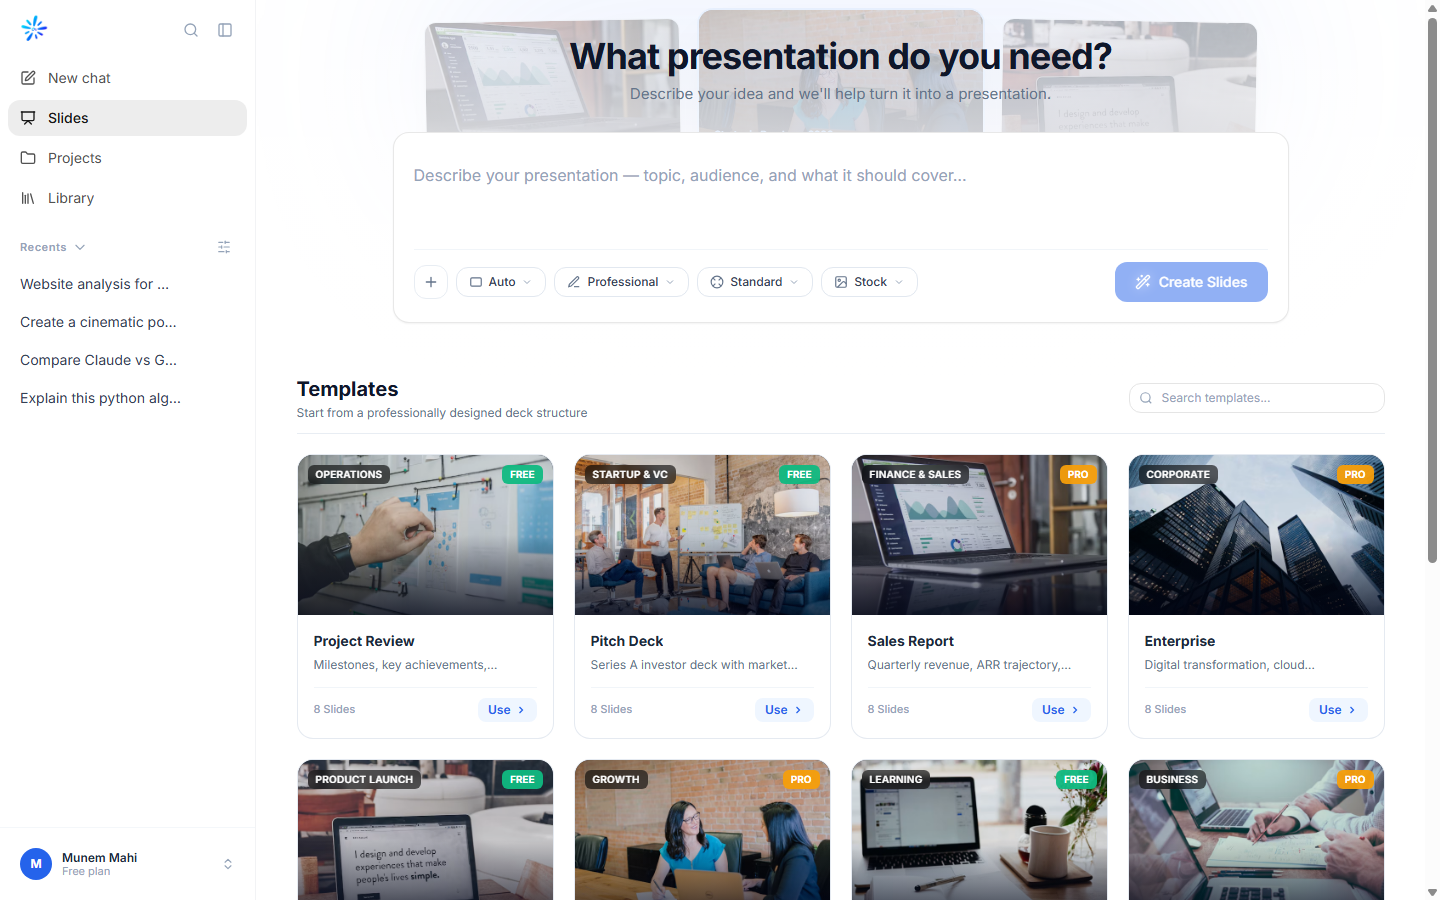 What presentation do you need?
Describe your idea and we'll help turn it into a presentation.
New chat
Slides
Projects
Library
Recents
Website analysis for ...
Create a cinematic po...
Compare Claude vs G...
Explain this python alg...
Describe your presentation — topic, audience, and what it should cover...
Auto
Professional
Standard
Stock
Create Slides
Templates
Start from a professionally designed deck structure
Search templates...
OPERATIONS
FREE
Project Review
Milestones, key achievements,...
8 Slides
Use
STARTUP & VC
FREE
Pitch Deck
Series A investor deck with market...
8 Slides
Use
FINANCE & SALES
PRO
Sales Report
Quarterly revenue, ARR trajectory,...
8 Slides
Use
CORPORATE
PRO
Enterprise
Digital transformation, cloud...
8 Slides
Use
PRODUCT LAUNCH
FREE
I design and develop
experiences that make
people's lives simple.
GROWTH
PRO
LEARNING
FREE
BUSINESS
PRO
M
Munem Mahi
Free plan